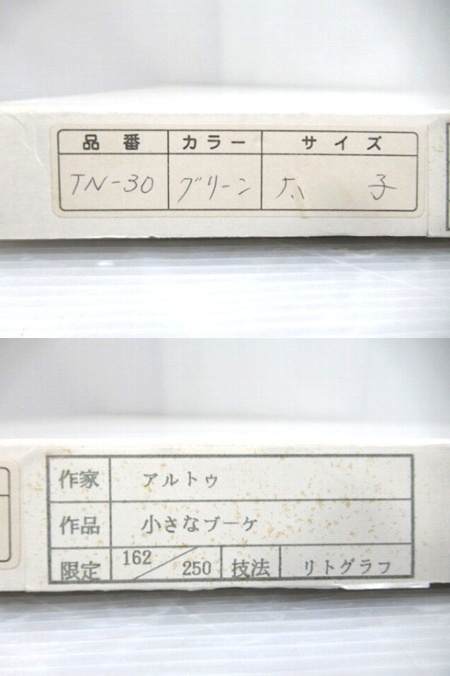 品番 カラー サイズ
TN-30 グリーン 太子
作家 アルトゥ
作品 小さなブーケ
限定 162/250 技法 リトグラフ